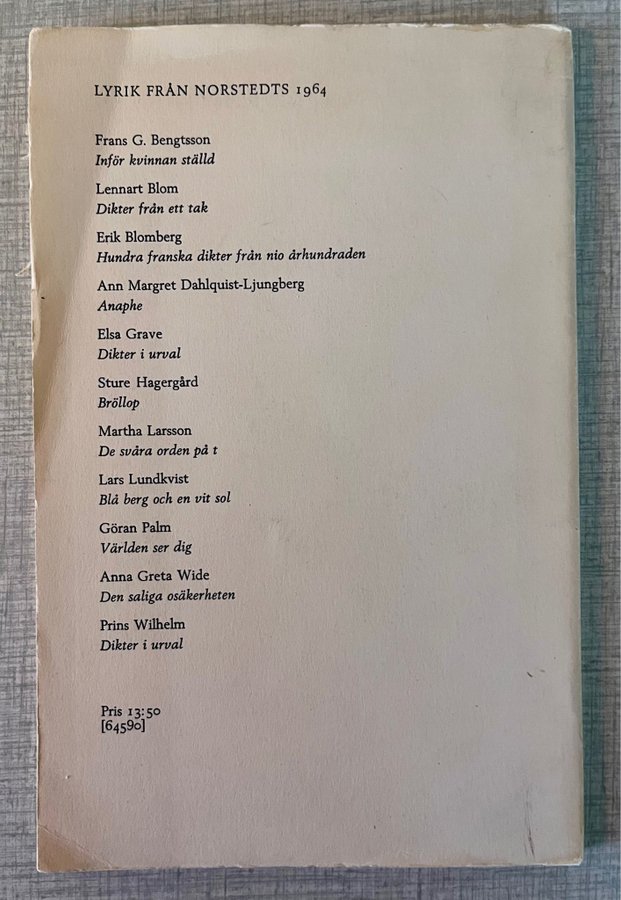 LYRIK FRÅN NORSTEDTS 1964
Frans G. Bengtsson
Inför kvinnan ställd
Lennart Blom
Dikter från ett tak
Erik Blomberg
Hundra franska dikter från nio århundraden
Ann Margret Dahlquist-Ljungberg
Anaphe
Elsa Grave
Dikter i urval
Sture Hagergård
Bröllop
Martha Larsson
De svåra orden på t
Lars Lundkvist
Blå berg och en vit sol
Göran Palm
Världen ser dig
Anna Greta Wide
Den saliga osäkerheten
Prins Wilhelm
Dikter i urval
Pris 13:50
[64590]